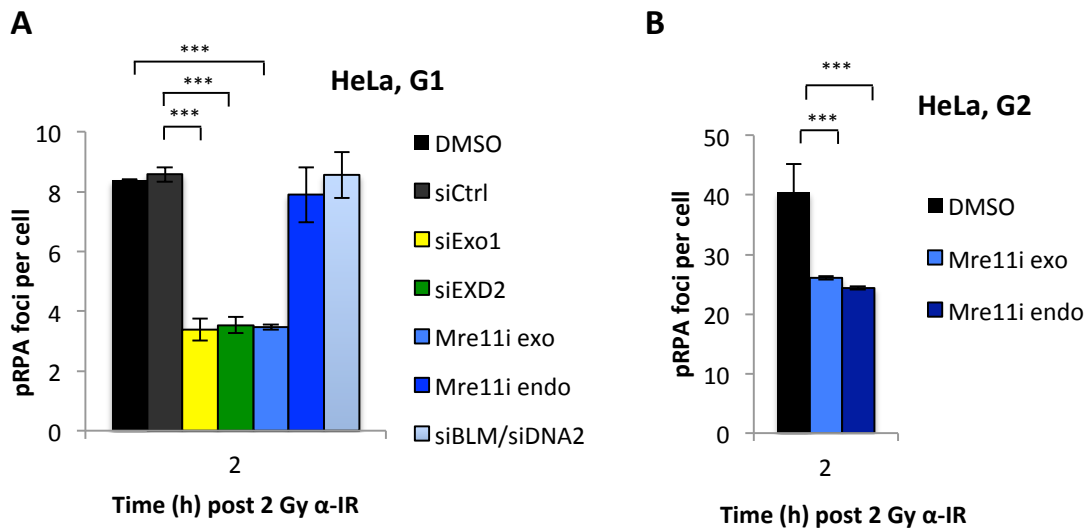 A
***
***
***
HeLa, G1
10
8
6
4
2
0
pRPA foci per cell
2
Time (h) post 2 Gy α-IR
DMSO
siCtrl
siExo1
siEXD2
Mre11i exo
Mre11i endo
siBLM/siDNA2
B
***
***
HeLa, G2
50
40
30
20
10
0
pRPA foci per cell
2
Time (h) post 2 Gy α-IR
DMSO
Mre11i exo
Mre11i endo